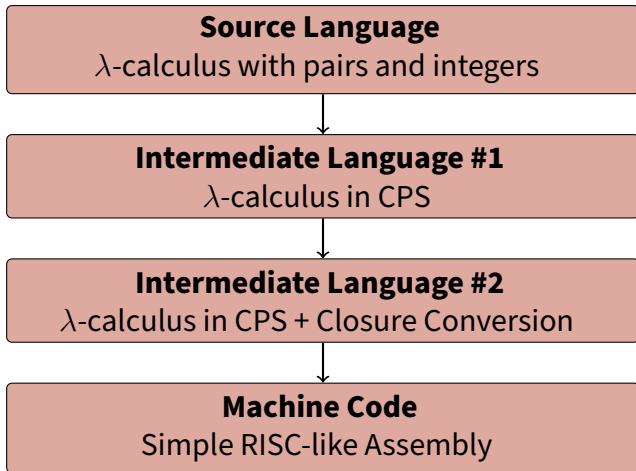 Source Language
λ-calculus with pairs and integers
Intermediate Language #1
λ-calculus in CPS
Intermediate Language #2
λ-calculus in CPS + Closure Conversion
Machine Code
Simple RISC-like Assembly